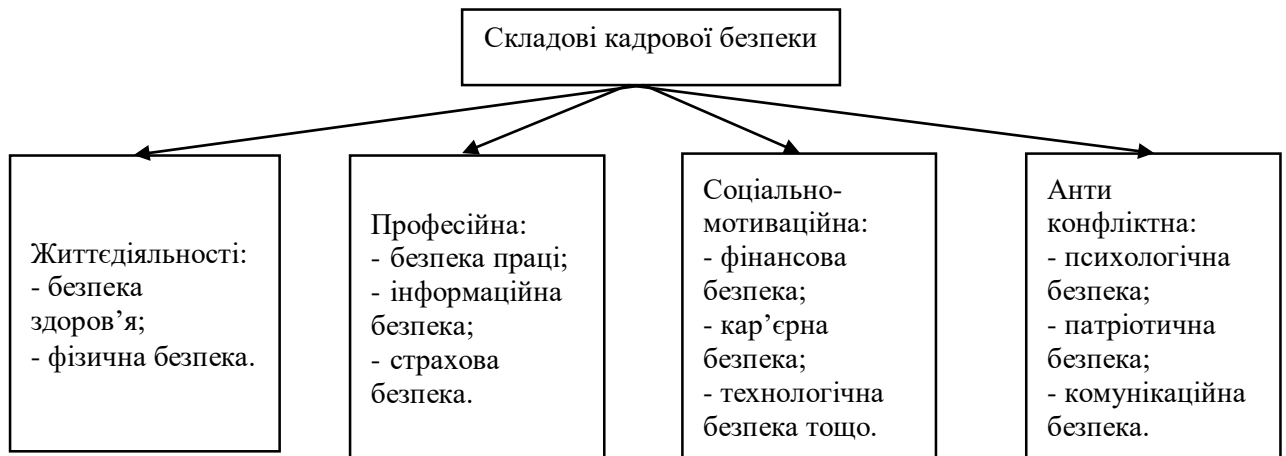 Складові кадрової безпеки
Життєдіяльності:
- безпека
здоров’я;
- фізична безпека.
Професійна:
- безпека праці;
- інформаційна
безпека;
- страхова
безпека.
Соціально-
мотиваційна:
- фінансова
безпека;
- кар’єрна
безпека;
- технологічна
безпека тощо.
Анти
конфліктна:
- психологічна
безпека;
- патріотична
безпека;
- комунікаційна
безпека.